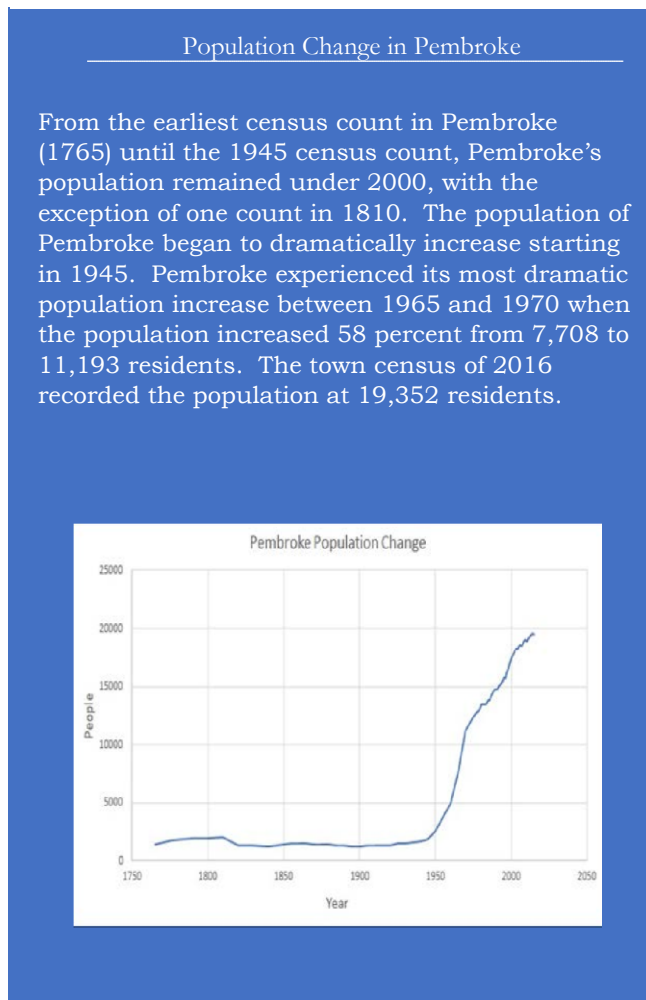 Population Change in Pembroke
From the earliest census count in Pembroke
(1765) until the 1945 census count, Pembroke’s
population remained under 2000, with the
exception of one count in 1810.  The population of
Pembroke began to dramatically increase starting
in 1945.  Pembroke experienced its most dramatic
population increase between 1965 and 1970 when
the population increased 58 percent from 7,708 to
11,193 residents.  The town census of 2016
recorded the population at 19,352 residents.
Pembroke Population Change
25000
20000
15000
10000
5000
0
People
1750 1800 1850 1900 1950 2000 2050
Year